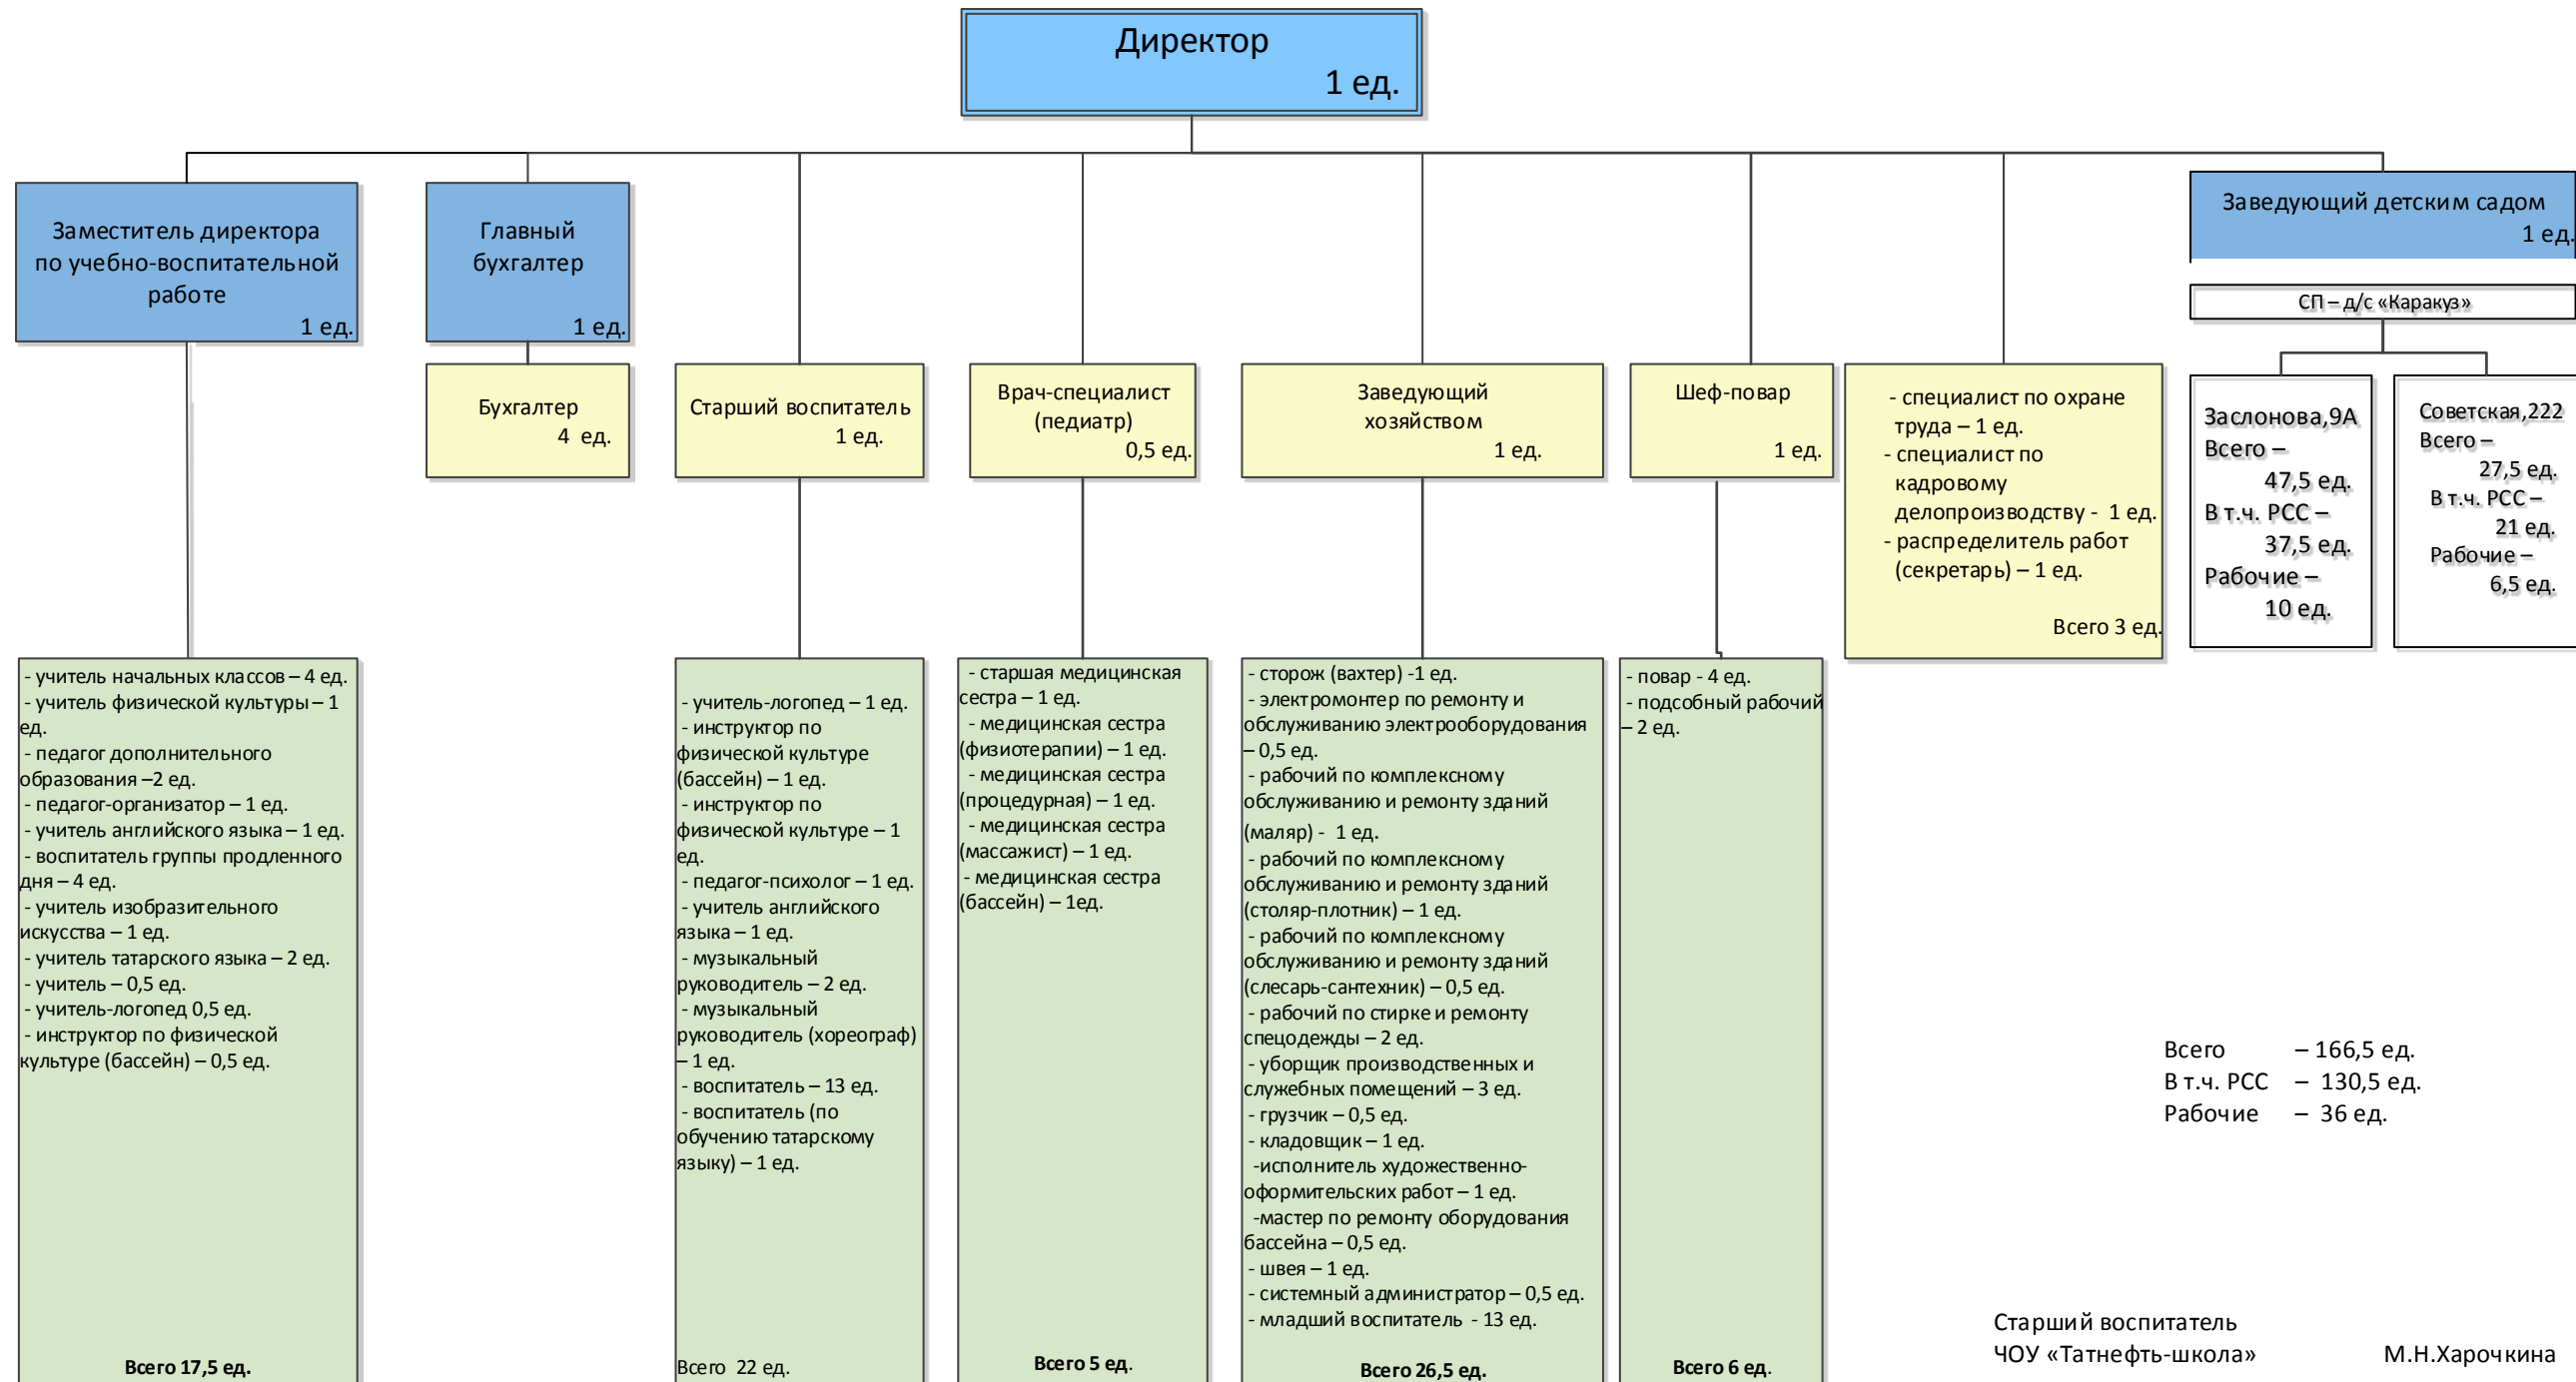 Директор
1 ед.
Заместитель директора
по учебно-воспитательной
работе
1 ед.
Главный
бухгалтер
1 ед.
Заведующий детским садом
1 ед.
СП – д/с «Каракуз»
Бухгалтер
4 ед.
Старший воспитатель
1 ед.
Врач-специалист
(педиатр)
0,5 ед.
Заведующий
хозяйством
1 ед.
Шеф-повар
1 ед.
- специалист по охране
труда – 1 ед.
- специалист по
кадровому
делопроизводству - 1 ед.
- распределитель работ
(секретарь) – 1 ед.
Всего 3 ед.
Заслонова,9А
Всего –
47,5 ед.
В т.ч. РСС –
37,5 ед.
Рабочие –
10 ед.
Советская,222
Всего –
27,5 ед.
В т.ч. РСС –
21 ед.
Рабочие –
6,5 ед.
- учитель начальных классов – 4 ед.
- учитель физической культуры – 1
ед.
- педагог дополнительного
образования –2 ед.
- педагог-организатор – 1 ед.
- учитель английского языка – 1 ед.
- воспитатель группы продленного
дня – 4 ед.
- учитель изобразительного
искусства – 1 ед.
- учитель татарского языка – 2 ед.
- учитель – 0,5 ед.
- учитель-логопед 0,5 ед.
- инструктор по физической
культуре (бассейн) – 0,5 ед.
Всего 17,5 ед.
- учитель-логопед – 1 ед.
- инструктор по
физической культуре
(бассейн) – 1 ед.
- инструктор по
физической культуре – 1
ед.
- педагог-психолог – 1 ед.
- учитель английского
языка – 1 ед.
- музыкальный
руководитель – 2 ед.
- музыкальный
руководитель (хореограф)
– 1 ед.
- воспитатель – 13 ед.
- воспитатель (по
обучению татарскому
языку) – 1 ед.
Всего 22 ед.
- старшая медицинская
сестра – 1 ед.
- медицинская сестра
(физиотерапии) – 1 ед.
- медицинская сестра
(процедурная) – 1 ед.
- медицинская сестра
(массажист) – 1 ед.
- медицинская сестра
(бассейн) – 1ед.
Всего 5 ед.
- сторож (вахтер) -1 ед.
- электромонтер по ремонту и
обслуживанию электрооборудования
– 0,5 ед.
- рабочий по комплексному
обслуживанию и ремонту зданий
(маляр) - 1 ед.
- рабочий по комплексному
обслуживанию и ремонту зданий
(столяр-плотник) – 1 ед.
- рабочий по комплексному
обслуживанию и ремонту зданий
(слесарь-сантехник) – 0,5 ед.
- рабочий по стирке и ремонту
спецодежды – 2 ед.
- уборщик производственных и
служебных помещений – 3 ед.
- грузчик – 0,5 ед.
- кладовщик – 1 ед.
-исполнитель художественно-
оформительских работ – 1 ед.
-мастер по ремонту оборудования
бассейна – 0,5 ед.
- швея – 1 ед.
- системный администратор – 0,5 ед.
- младший воспитатель - 13 ед.
Всего 26,5 ед.
- повар - 4 ед.
- подсобный рабочий
– 2 ед.
Всего 6 ед.
Всего – 166,5 ед.
В т.ч. РСС – 130,5 ед.
Рабочие – 36 ед.
Старший воспитатель
ЧОУ «Татнефть-школа» М.Н.Харочкина